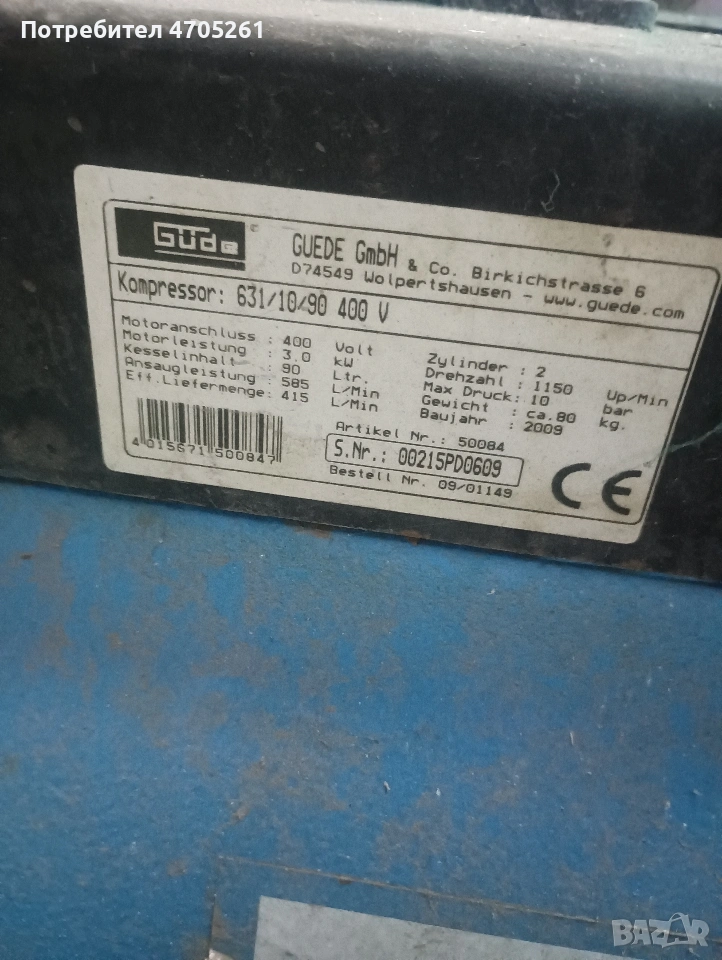 Потребител 4705261
Güde ®
GUEDE GmbH & Co. Birkichstrasse 6
D74549 Wolpertshausen - www.guede.com
Kompressor: 631/10/90 400 V
Motoranschluss : 400 Volt Zylinder : 2
Motorleistung : 3.0 kW Drehzahl : 1150 Up/Min
Kesselinhalt : 90 Ltr. Max Druck: 10 bar
Ansaugleistung : 585 L/Min Gewicht : ca.80 kg.
Eff.Liefermenge: 415 L/Min Baujahr : 2009
Artikel Nr.: 50084
4 015671 500847
S.Nr.: 00215PD0609
Bestell Nr. 09/01149
CE
BAZAR